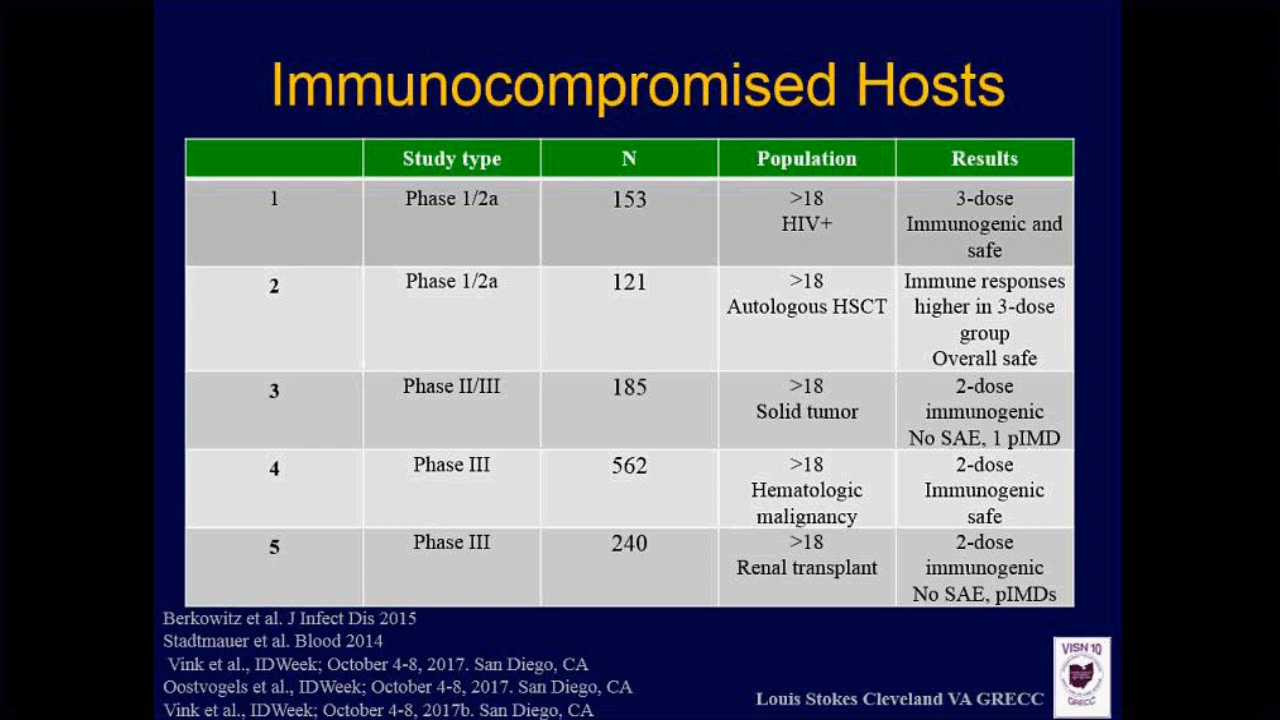 Immunocompromised Hosts
Study type N Population Results
1 Phase 1/2a 153 >18 3-dose
HIV+ Immunogenic and
safe
2 Phase 1/2a 121 >18 Immune responses
Autologous HSCT higher in 3-dose
group
Overall safe
3 Phase II/III 185 >18 2-dose
Solid tumor immunogenic
No SAE, 1 pIMD
4 Phase III 562 >18 2-dose
Hematologic Immunogenic
malignancy safe
5 Phase III 240 >18 2-dose
Renal transplant immunogenic
No SAE, pIMDs
Berkowitz et al. J Infect Dis 2015
Stadtmauer et al. Blood 2014
Vink et al., IDWeek; October 4-8, 2017. San Diego, CA
Oostvogels et al., IDWeek; October 4-8, 2017. San Diego, CA
Vink et al., IDWeek; October 4-8, 2017b. San Diego, CA
Louis Stokes Cleveland VA GRECC
VISN 10
GRECC